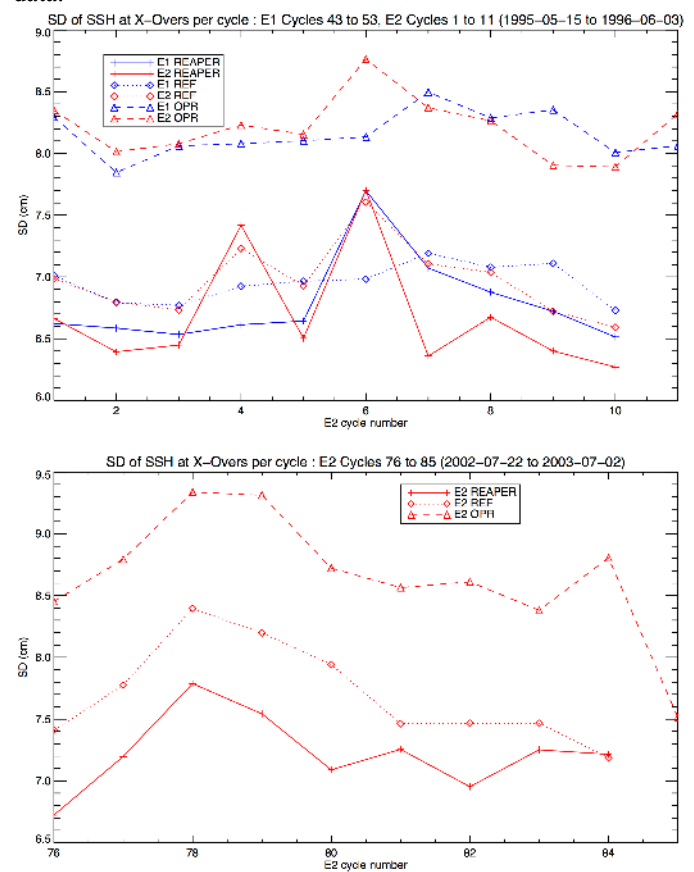 SD of SSH at X-Overs per cycle : E1 Cycles 43 to 53, E2 Cycles 1 to 11 (1995-05-15 to 1996-06-03)
9.0
8.5
8.0
7.5
7.0
6.5
6.0
SD (cm)
E1 REAPER
E2 REAPER
E1 REF
E2 REF
E1 OPR
E2 OPR
2
4
6
8
10
E2 cycle number
SD of SSH at X-Overs per cycle : E2 Cycles 76 to 85 (2002-07-22 to 2003-07-02)
9.5
9.0
8.5
8.0
7.5
7.0
6.5
SD (cm)
E2 REAPER
E2 REF
E2 OPR
76
78
80
82
84
E2 cycle number